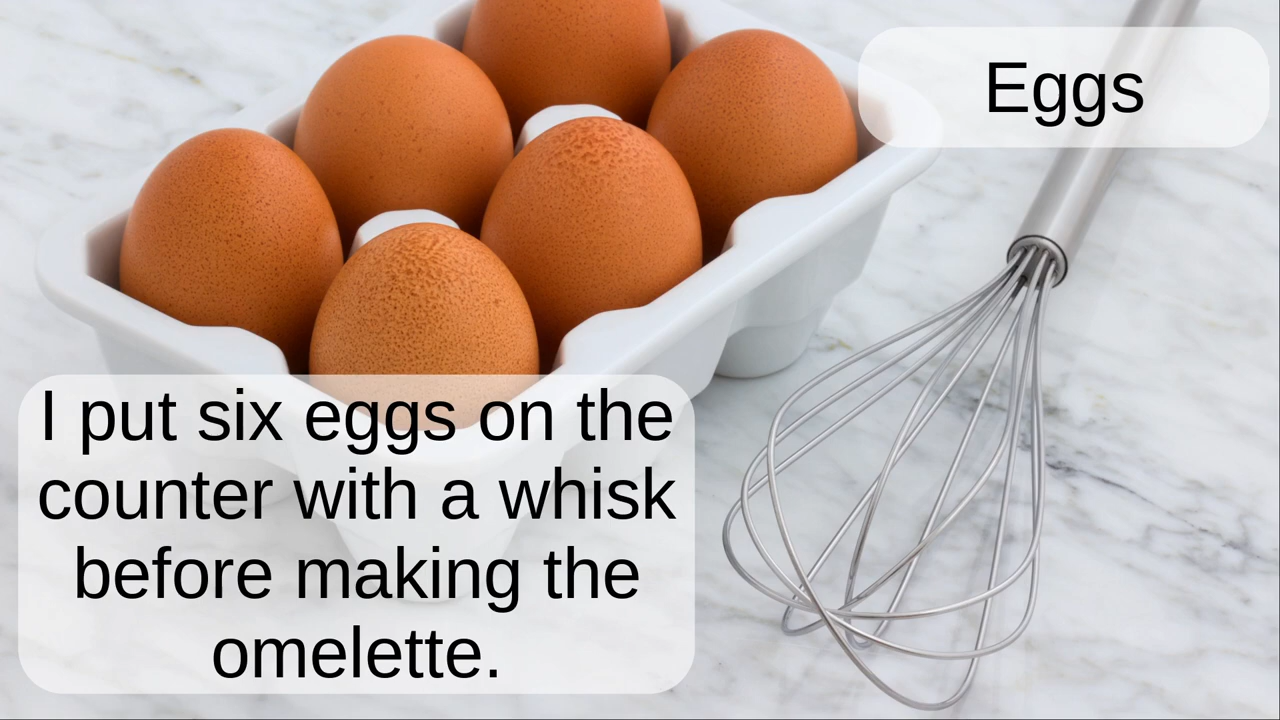 Eggs
I put six eggs on the
counter with a whisk
before making the
omelette.